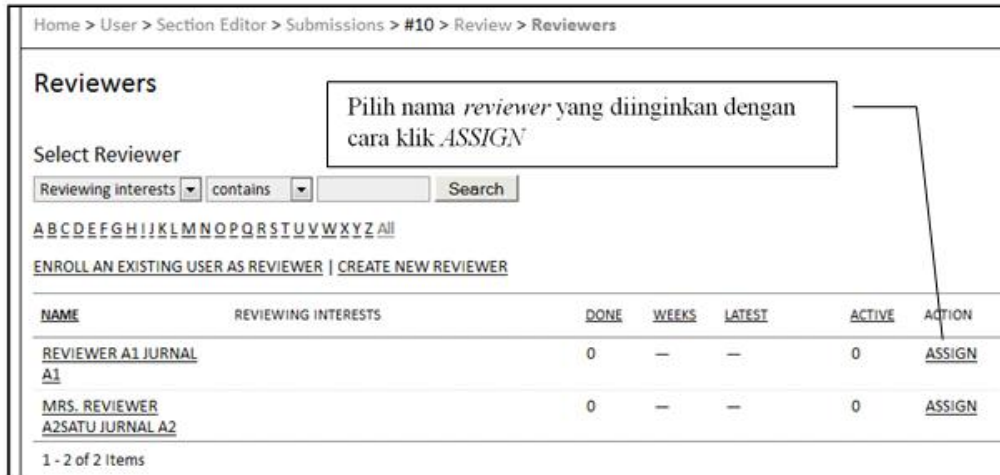 Home > User > Section Editor > Submissions > #10 > Review > Reviewers
Reviewers
Pilih nama reviewer yang diinginkan dengan
cara klik ASSIGN
Select Reviewer
Reviewing interests contains Search
A B C D E F G H I J K L M N O P Q R S T U V W X Y Z All
ENROLL AN EXISTING USER AS REVIEWER | CREATE NEW REVIEWER
NAME REVIEWING INTERESTS DONE WEEKS LATEST ACTIVE ACTION
REVIEWER A1 JURNAL 0 — — 0 ASSIGN
A1
MRS. REVIEWER 0 — — 0 ASSIGN
A2SATU JURNAL A2
1 - 2 of 2 Items